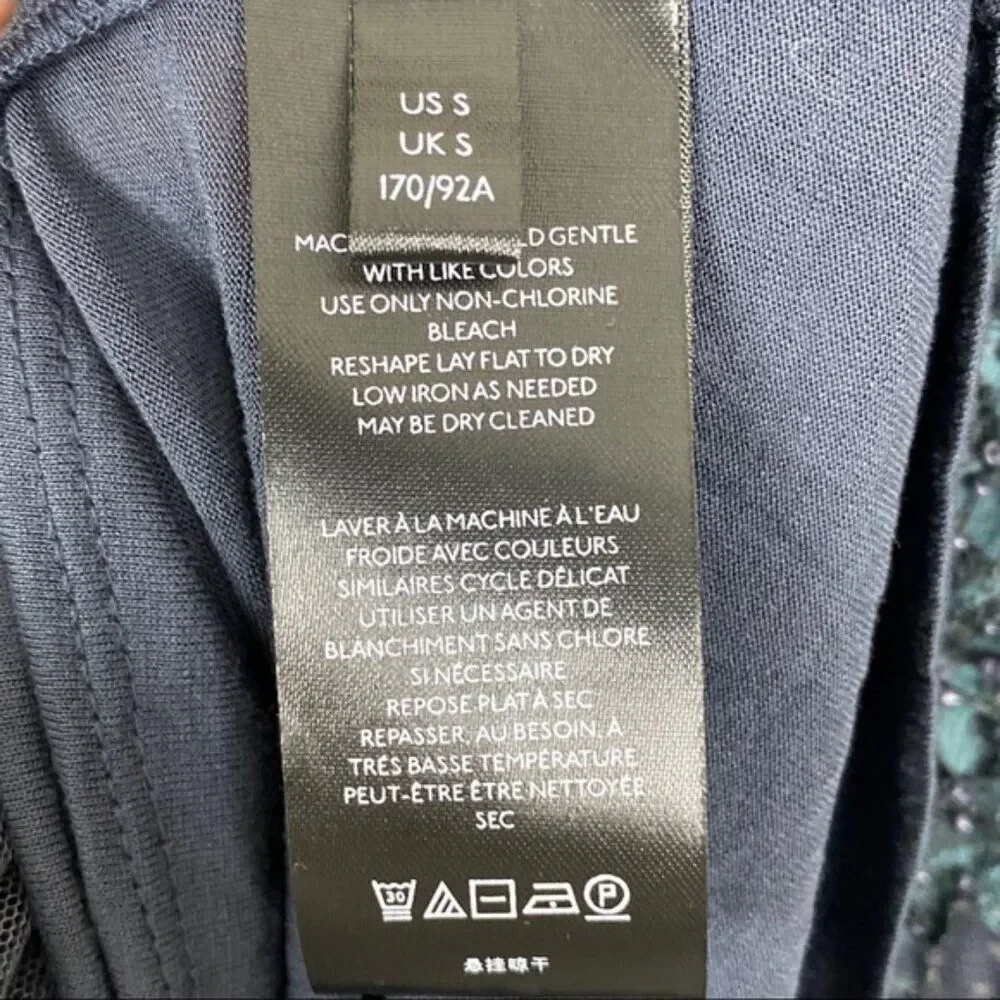 US S
UK S
170/92A
GENTLE
WITH LIKE COLORS
USE ONLY NON-CHLORINE
BLEACH
RESHAPE LAY FLAT TO DRY
LOW IRON AS NEEDED
MAY BE DRY CLEANED
LAVER À LA MACHINE À L'EAU
FROIDE AVEC COULEURS
SIMILAIRES CYCLE DÉLICAT
UTILISER UN AGENT DE
BLANCHIMENT SANS CHLORE
SI NÉCESSAIRE
REPOSE PLAT À SEC
REPASSER, AU BESOIN, À
TRÉS BASSE TEMPÉRATURE
PEUT-ÊTRE ÊTRE NETTOYÉE
SEC
30 P
悬挂晾干